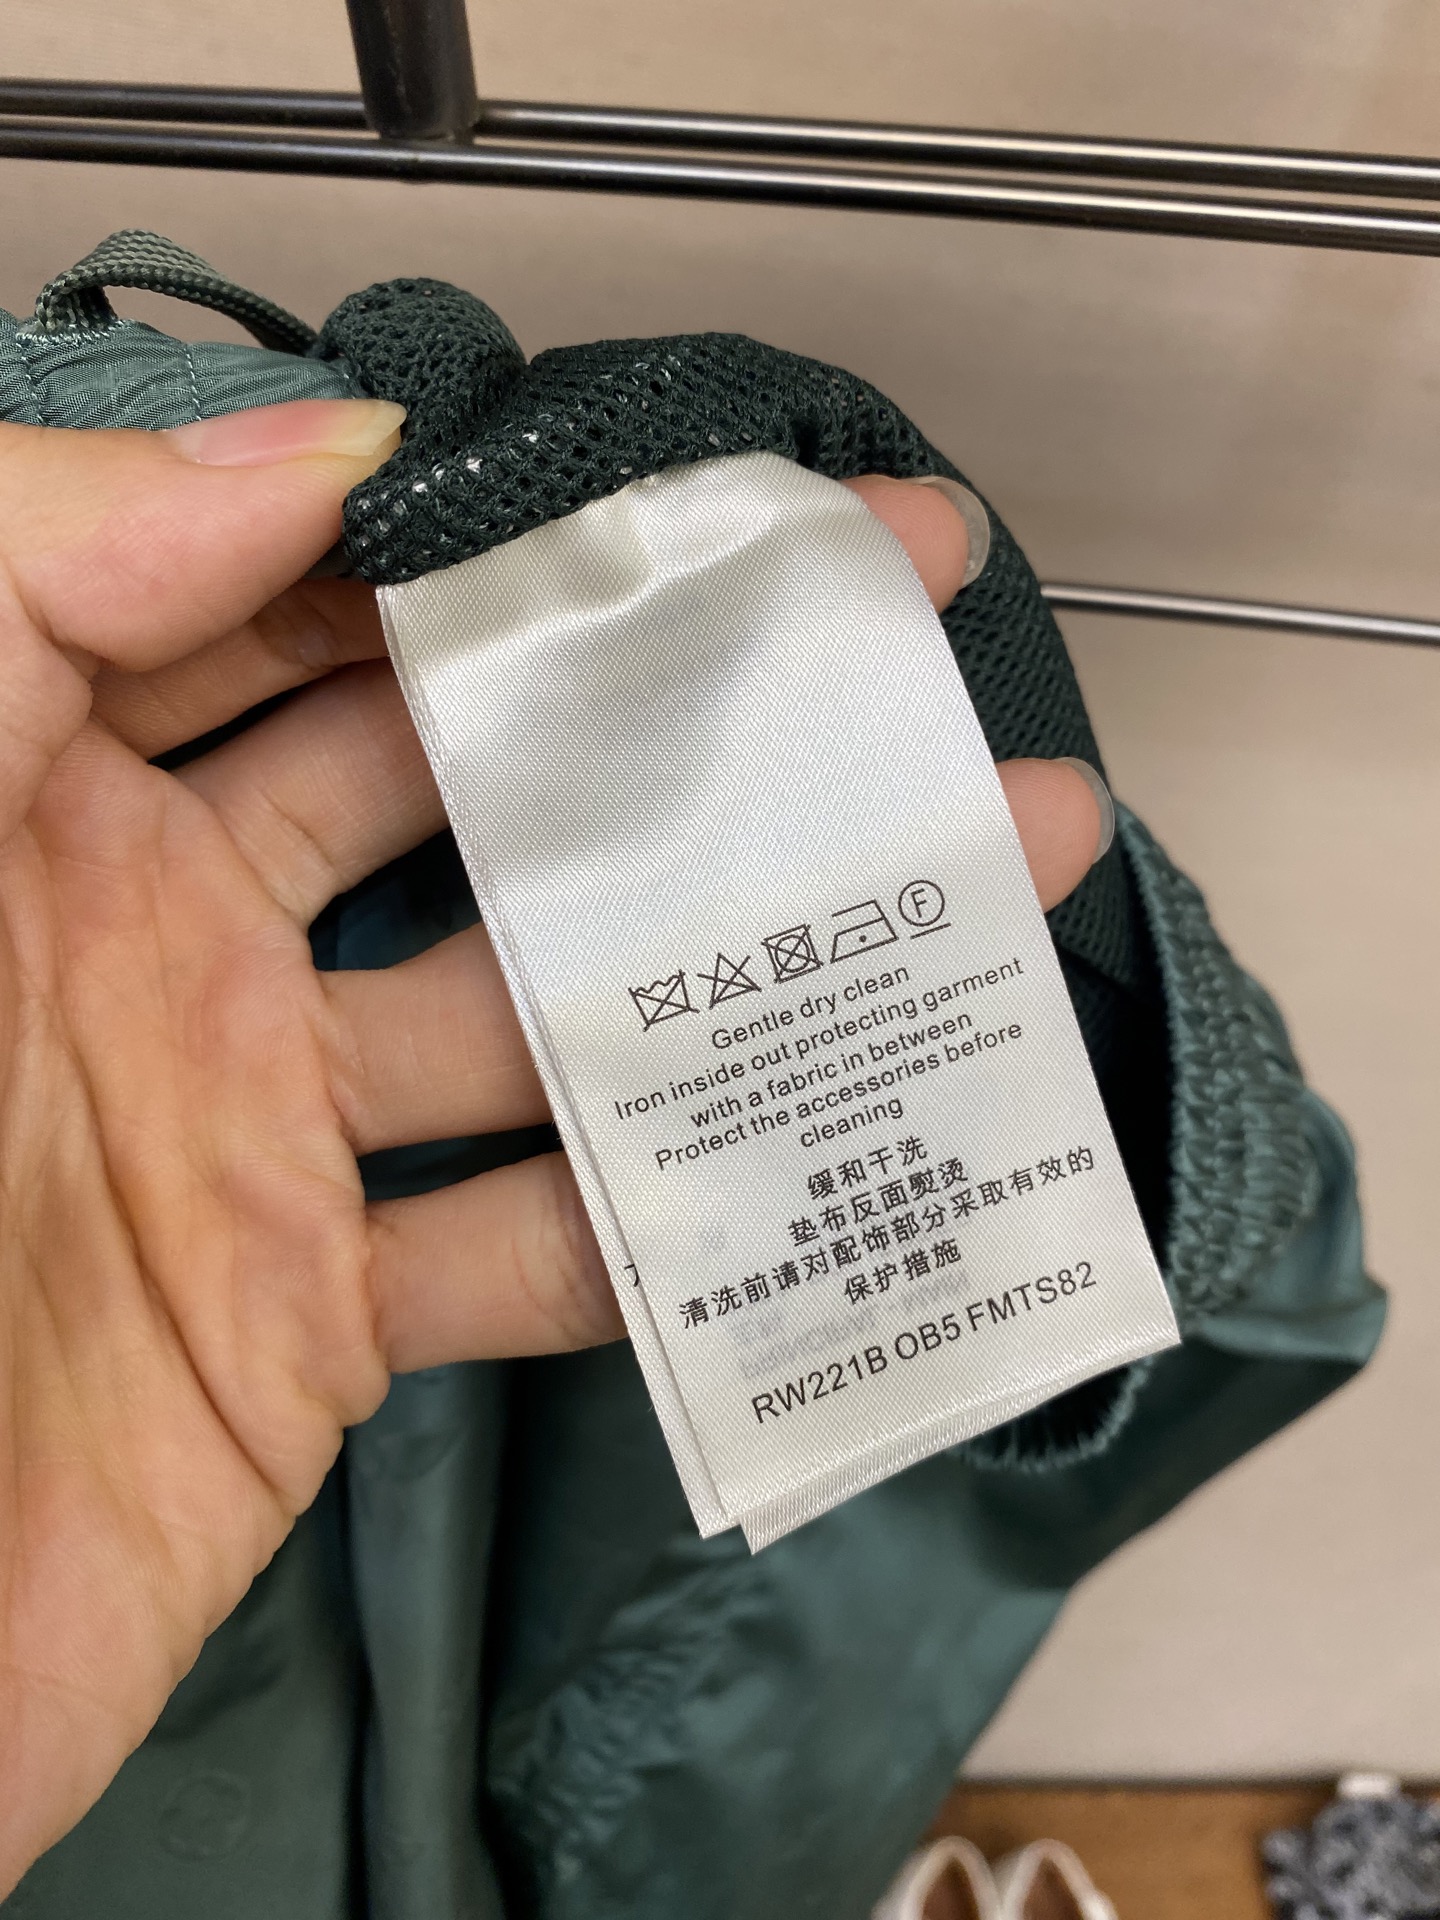 F
Gentle dry clean
Iron inside out protecting garment
with a fabric in between
Protect the accessories before
cleaning
缓和干洗
垫布反面熨烫
清洗前请对配饰部分采取有效的
保护措施
RW221B OB5 FMTS82